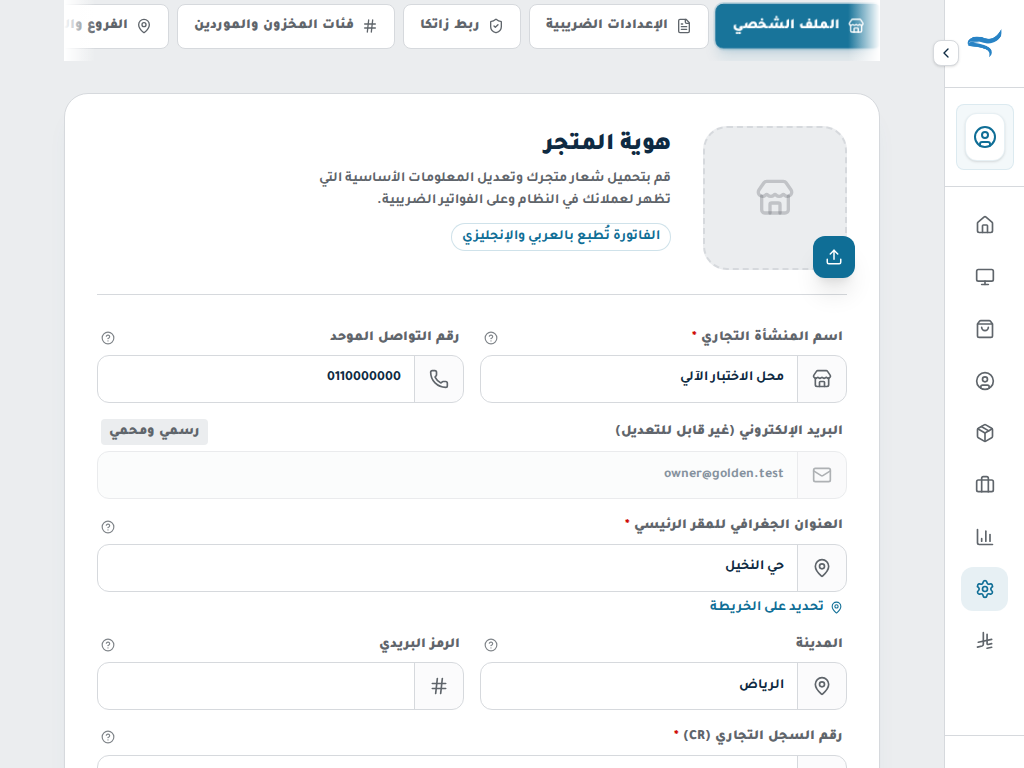 الملف الشخصي
الإعدادات الضريبية
ربط زاتكا
فئات المخزون والموردين
الفروع
هوية المتجر
قم بتحميل شعار متجرك وتعديل المعلومات الأساسية التي
تظهر لعملائك في النظام وعلى الفواتير الضريبية.
الفاتورة تُطبع بالعربي والإنجليزي
اسم المنشأة التجاري *
رقم التواصل الموحد
محل الاختبار الآلي
0110000000
البريد الإلكتروني (غير قابل للتعديل)
رسمي ومحمي
owner@golden.test
العنوان الجغرافي للمقر الرئيسي *
حي النخيل
تحديد على الخريطة
المدينة
الرمز البريدي
الرياض
رقم السجل التجاري (CR) *